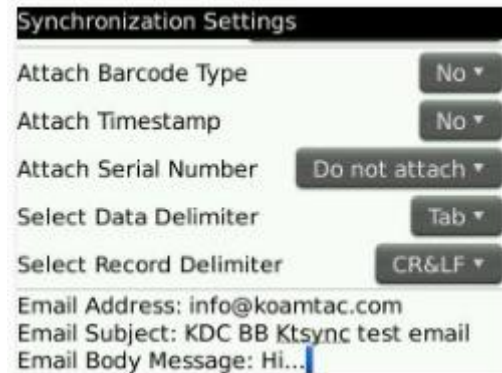 Synchronization Settings
Attach Barcode Type No
Attach Timestamp No
Attach Serial Number Do not attach
Select Data Delimiter Tab
Select Record Delimiter CR&LF
Email Address: info@koamtac.com
Email Subject: KDC BB Ktsync test email
Email Body Message: Hi...